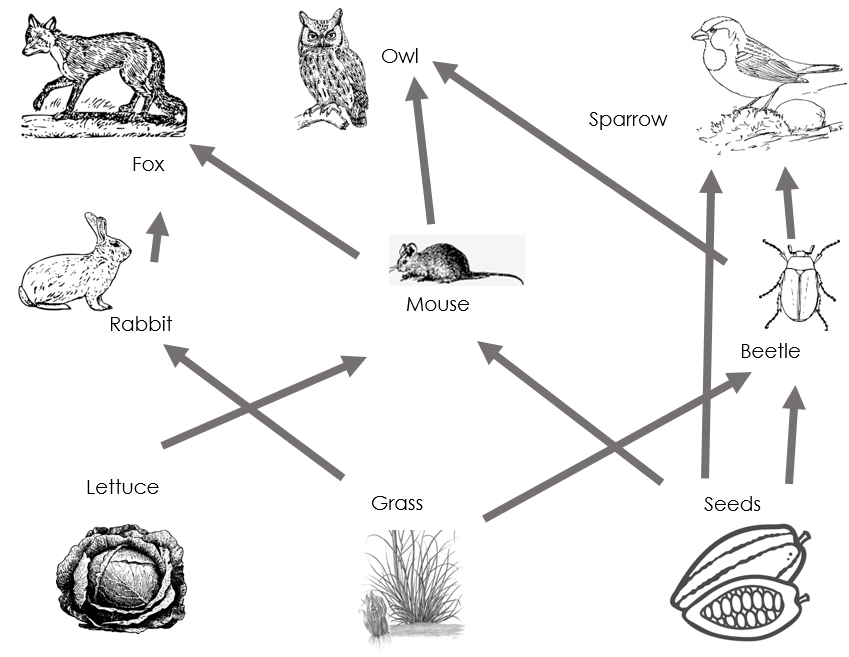 Owl
Sparrow
Fox
Mouse
Rabbit
Beetle
Lettuce
Grass
Seeds